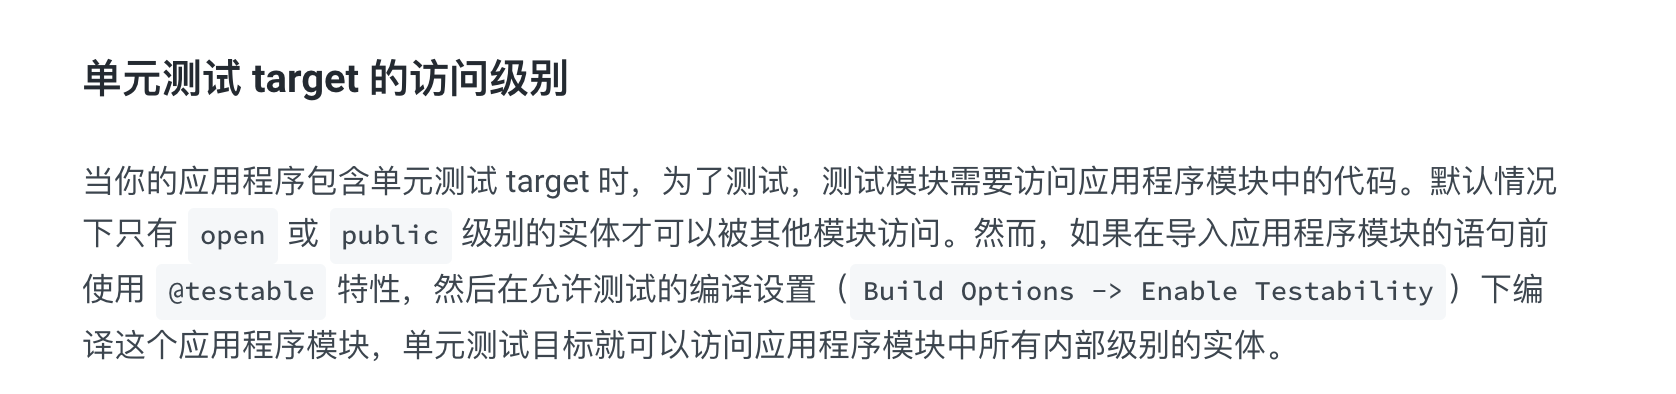 单元测试 target 的访问级别
当你的应用程序包含单元测试 target 时，为了测试，测试模块需要访问应用程序模块中的代码。默认情况
下只有 open 或 public 级别的实体才可以被其他模块访问。然而，如果在导入应用程序模块的语句前
使用 @testable 特性，然后在允许测试的编译设置（Build Options -> Enable Testability）下编
译这个应用程序模块，单元测试目标就可以访问应用程序模块中所有内部级别的实体。